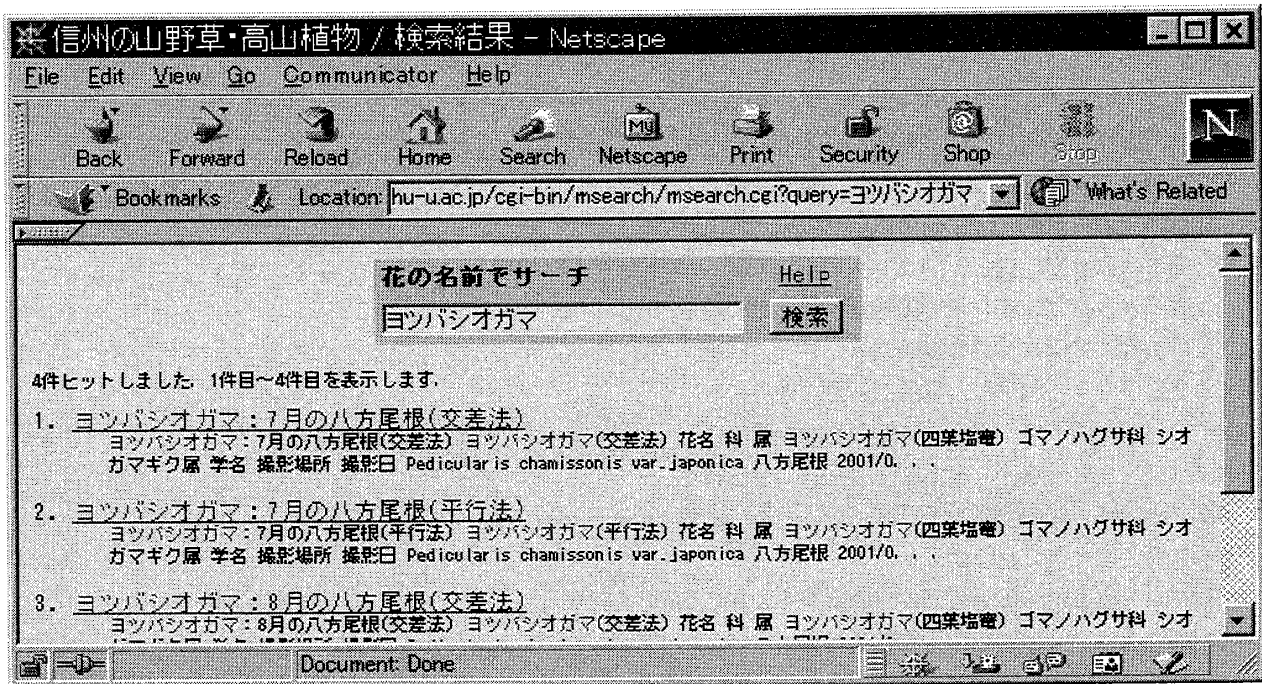 信州の山野草・高山植物 / 検索結果 - Netscape
File Edit View Go Communicator Help
Back Forward Reload Home Search Netscape Print Security Shop Stop
Bookmarks Location: hu-u.ac.jp/cgi-bin/msearch/msearch.cgi?query=ヨツバシオガマ What's Related
花の名前でサーチ Help
ヨツバシオガマ 検索
4件ヒットしました. 1件目〜4件目を表示します.
1. ヨツバシオガマ:7月の八方尾根(交差法)
ヨツバシオガマ:7月の八方尾根(交差法) ヨツバシオガマ(交差法) 花名 科 属 ヨツバシオガマ(四葉塩竈) ゴマノハグサ科 シオ
ガマギク属 学名 撮影場所 撮影日 Pedicularis chamissonis var.japonica 八方尾根 2001/0. . .
2. ヨツバシオガマ:7月の八方尾根(平行法)
ヨツバシオガマ:7月の八方尾根(平行法) ヨツバシオガマ(平行法) 花名 科 属 ヨツバシオガマ(四葉塩竈) ゴマノハグサ科 シオ
ガマギク属 学名 撮影場所 撮影日 Pedicularis chamissonis var.japonica 八方尾根 2001/0. . .
3. ヨツバシオガマ:8月の八方尾根(交差法)
ヨツバシオガマ:8月の八方尾根(交差法) ヨツバシオガマ(交差法) 花名 科 属 ヨツバシオガマ(四葉塩竈) ゴマノハグサ科 シオ
Document: Done